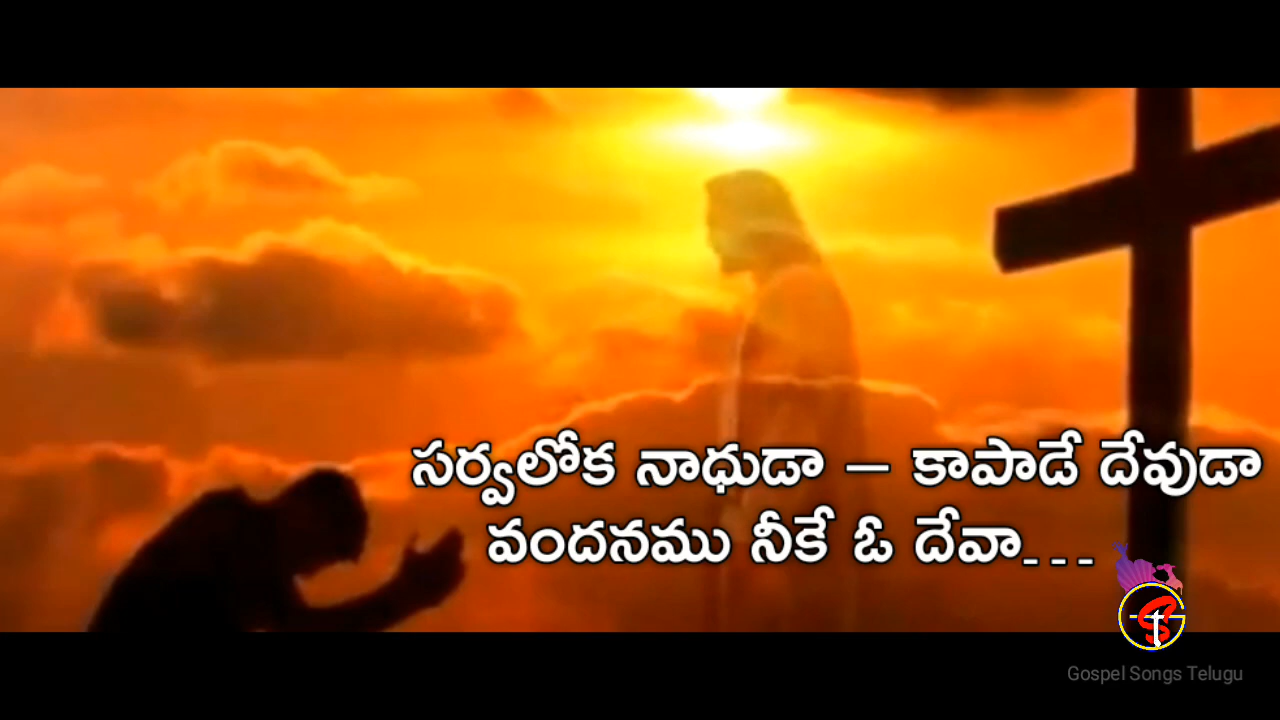 సర్వలోక నాధుడా – కాపాడే దేవుడా
వందనము నీకే ఓ దేవా---
Gospel Songs Telugu